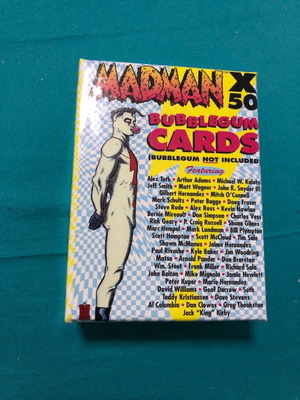 MADMAN X
50
BUBBLEGUM
CARDS
(BUBBLEGUM NOT INCLUDED)
Featuring
Alex Toth • Arthur Adams • Michael W. Kaluta
Jeff Smith • Matt Wagner • John K. Snyder III
Gilbert Hernandez • Mitch O'Connell
Mark Schultz • Peter Bagge • Doug Fraser
Steve Rude • Alex Ross • Kevin Nowlan
Bernie Mireault • Dan Simpson • Charles Vess
Rick Geary • P. Craig Russell • Shane Glines
Marc Hempel • Mark Landman • Bill Plympton
Scott Hampton • Scott McCloud • Tim Sale
Shawn McManus • Jaime Hernandez
Paul Rivoche • Kyle Baker • Jim Woodring
Matso • Arnold Pander • Dan Brereton
Wm. Stout • Frank Miller • Richard Sala
John Bolton • Mike Mignola • Jamie Hewlett
Peter Kuper • Mario Hernandez
David Williams • Geof Darrow • Seth
Teddy Kristiansen • Dave Stevens
Al Columbia • Dan Clowes • Greg Theakston
Jack "King" Kirby